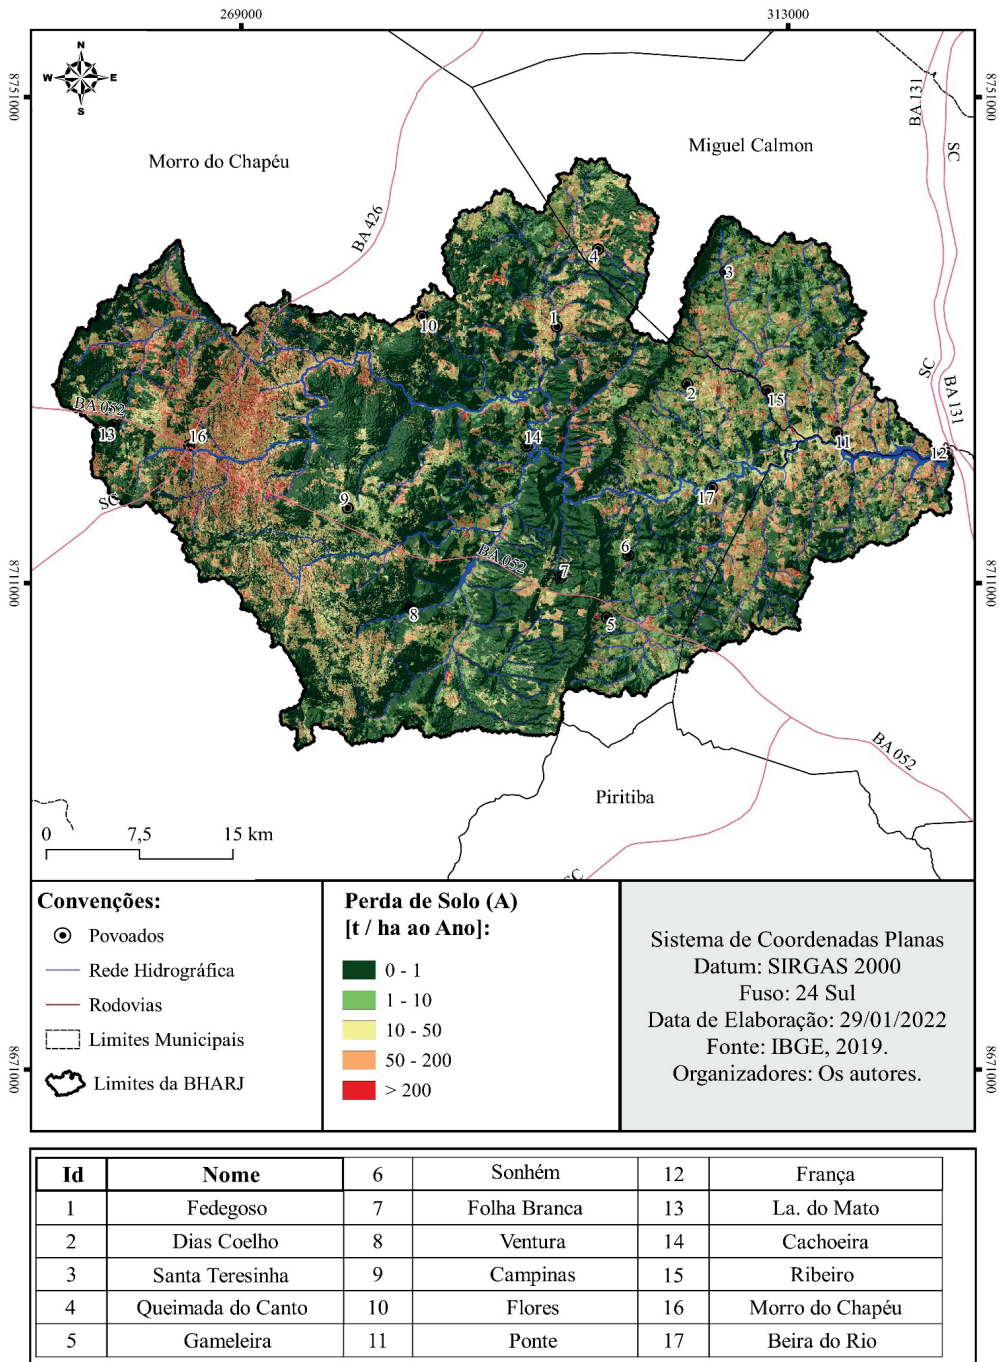 269000
313000
8751000
8751000
N
W
E
S
Morro do Chapéu
Miguel Calmon
BA 131
SC
BA 426
4
3
10
1
SC
2
BA 131
15
BA 052
13
16
14
11
12
9
17
SC
BA 052
6
7
8711000
8711000
8
5
BA 052
Piritiba
0
7,5
15 km
SC
Convenções:
Povoados
Rede Hidrográfica
Rodovias
Limites Municipais
Limites da BHARJ
Perda de Solo (A)
[t / ha ao Ano]:
0 - 1
1 - 10
10 - 50
50 - 200
> 200
Sistema de Coordenadas Planas
Datum: SIRGAS 2000
Fuso: 24 Sul
Data de Elaboração: 29/01/2022
Fonte: IBGE, 2019.
Organizadores: Os autores.
8671000
8671000
Id Nome 6 Sonhém 12 França
1 Fedegoso 7 Folha Branca 13 La. do Mato
2 Dias Coelho 8 Ventura 14 Cachoeira
3 Santa Teresinha 9 Campinas 15 Ribeiro
4 Queimada do Canto 10 Flores 16 Morro do Chapéu
5 Gameleira 11 Ponte 17 Beira do Rio